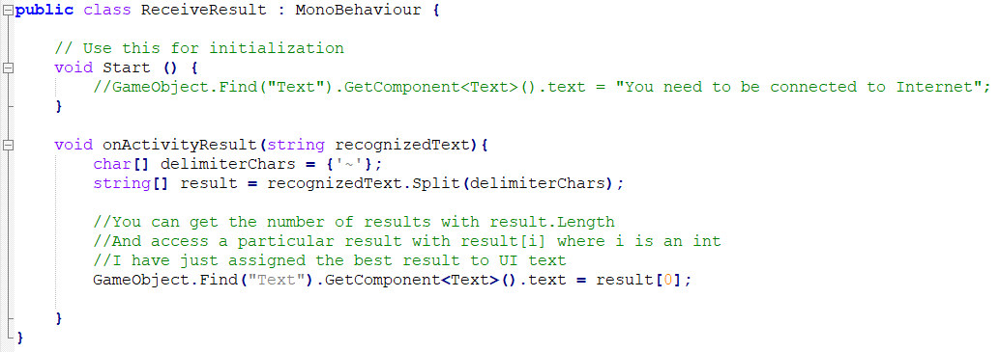 public class ReceiveResult : MonoBehaviour {
// Use this for initialization
void Start () {
//GameObject.Find("Text").GetComponent<Text>().text = "You need to be connected to Internet";
}
void onActivityResult(string recognizedText){
char[] delimiterChars = {'~'};
string[] result = recognizedText.Split(delimiterChars);
//You can get the number of results with result.Length
//And access a particular result with result[i] where i is an int
//I have just assigned the best result to UI text
GameObject.Find("Text").GetComponent<Text>().text = result[0];
}
}